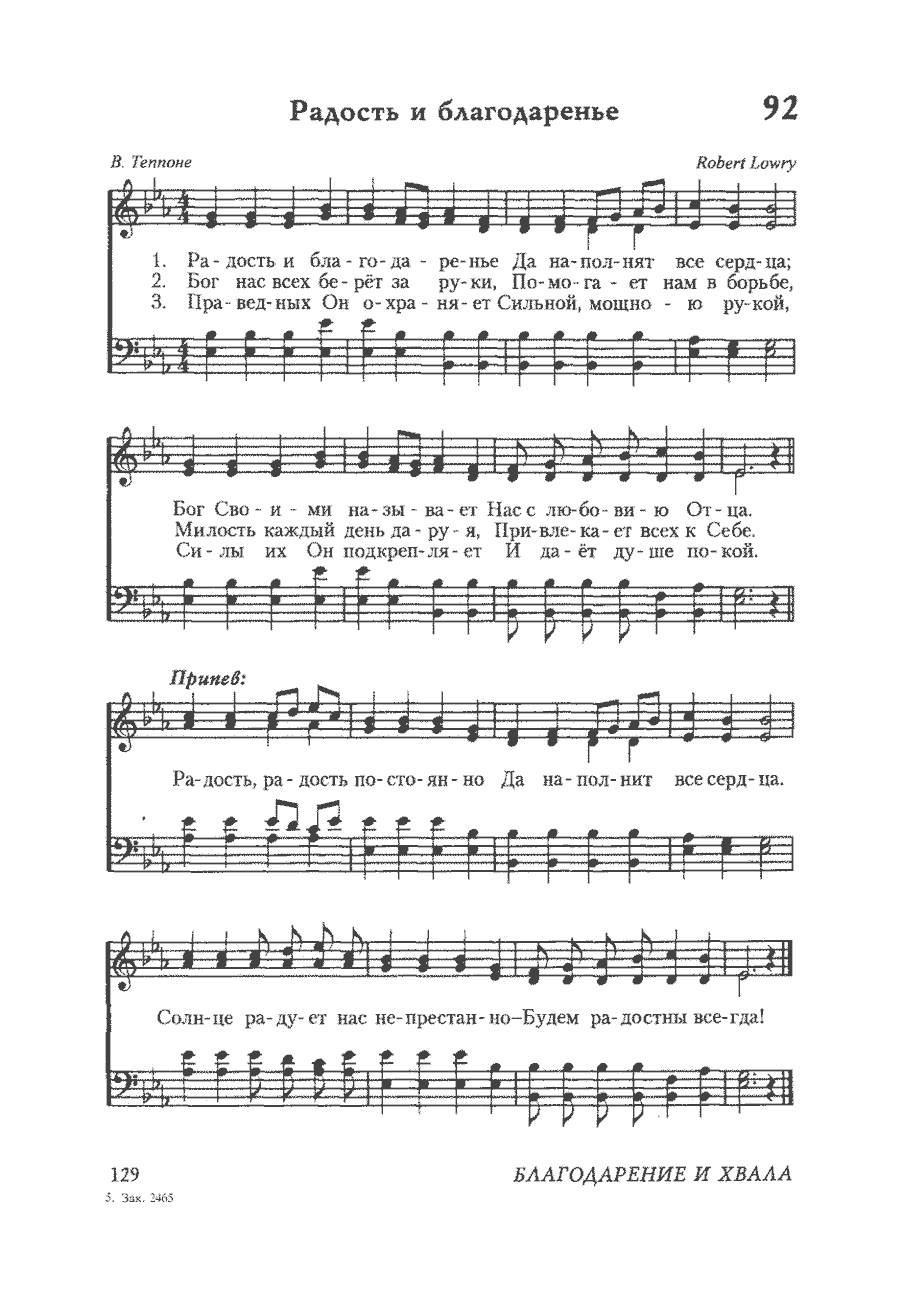 Радость и благодаренье 92
В. Теппоне Robert Lowry
1. Ра-дость и бла-го-да-ре-нье Да на-пол-нят все серд-ца;
2. Бог нас всех бе-рёт за ру-ки, По-мо-га-ет нам в борьбе,
3. Пра-вед-ных Он о-хра-ня-ет Сильной, мощно-ю ру-кой,
Бог Сво-и-ми на-зы-ва-ет Нас с лю-бо-ви-ю От-ца.
Милость каждый день да-ру-я, При-вле-ка-ет всех к Себе.
Си-лы их Он подкреп-ля-ет И да-ёт ду-ше по-кой.
Припев:
Ра-дость, ра-дость по-сто-ян-но Да на-пол-нит все серд-ца.
Солн-це ра-ду-ет нас не-престан-но–Будем ра-достны все-гда!
129 БЛАГОДАРЕНИЕ И ХВАЛА
5. Зак. 2465